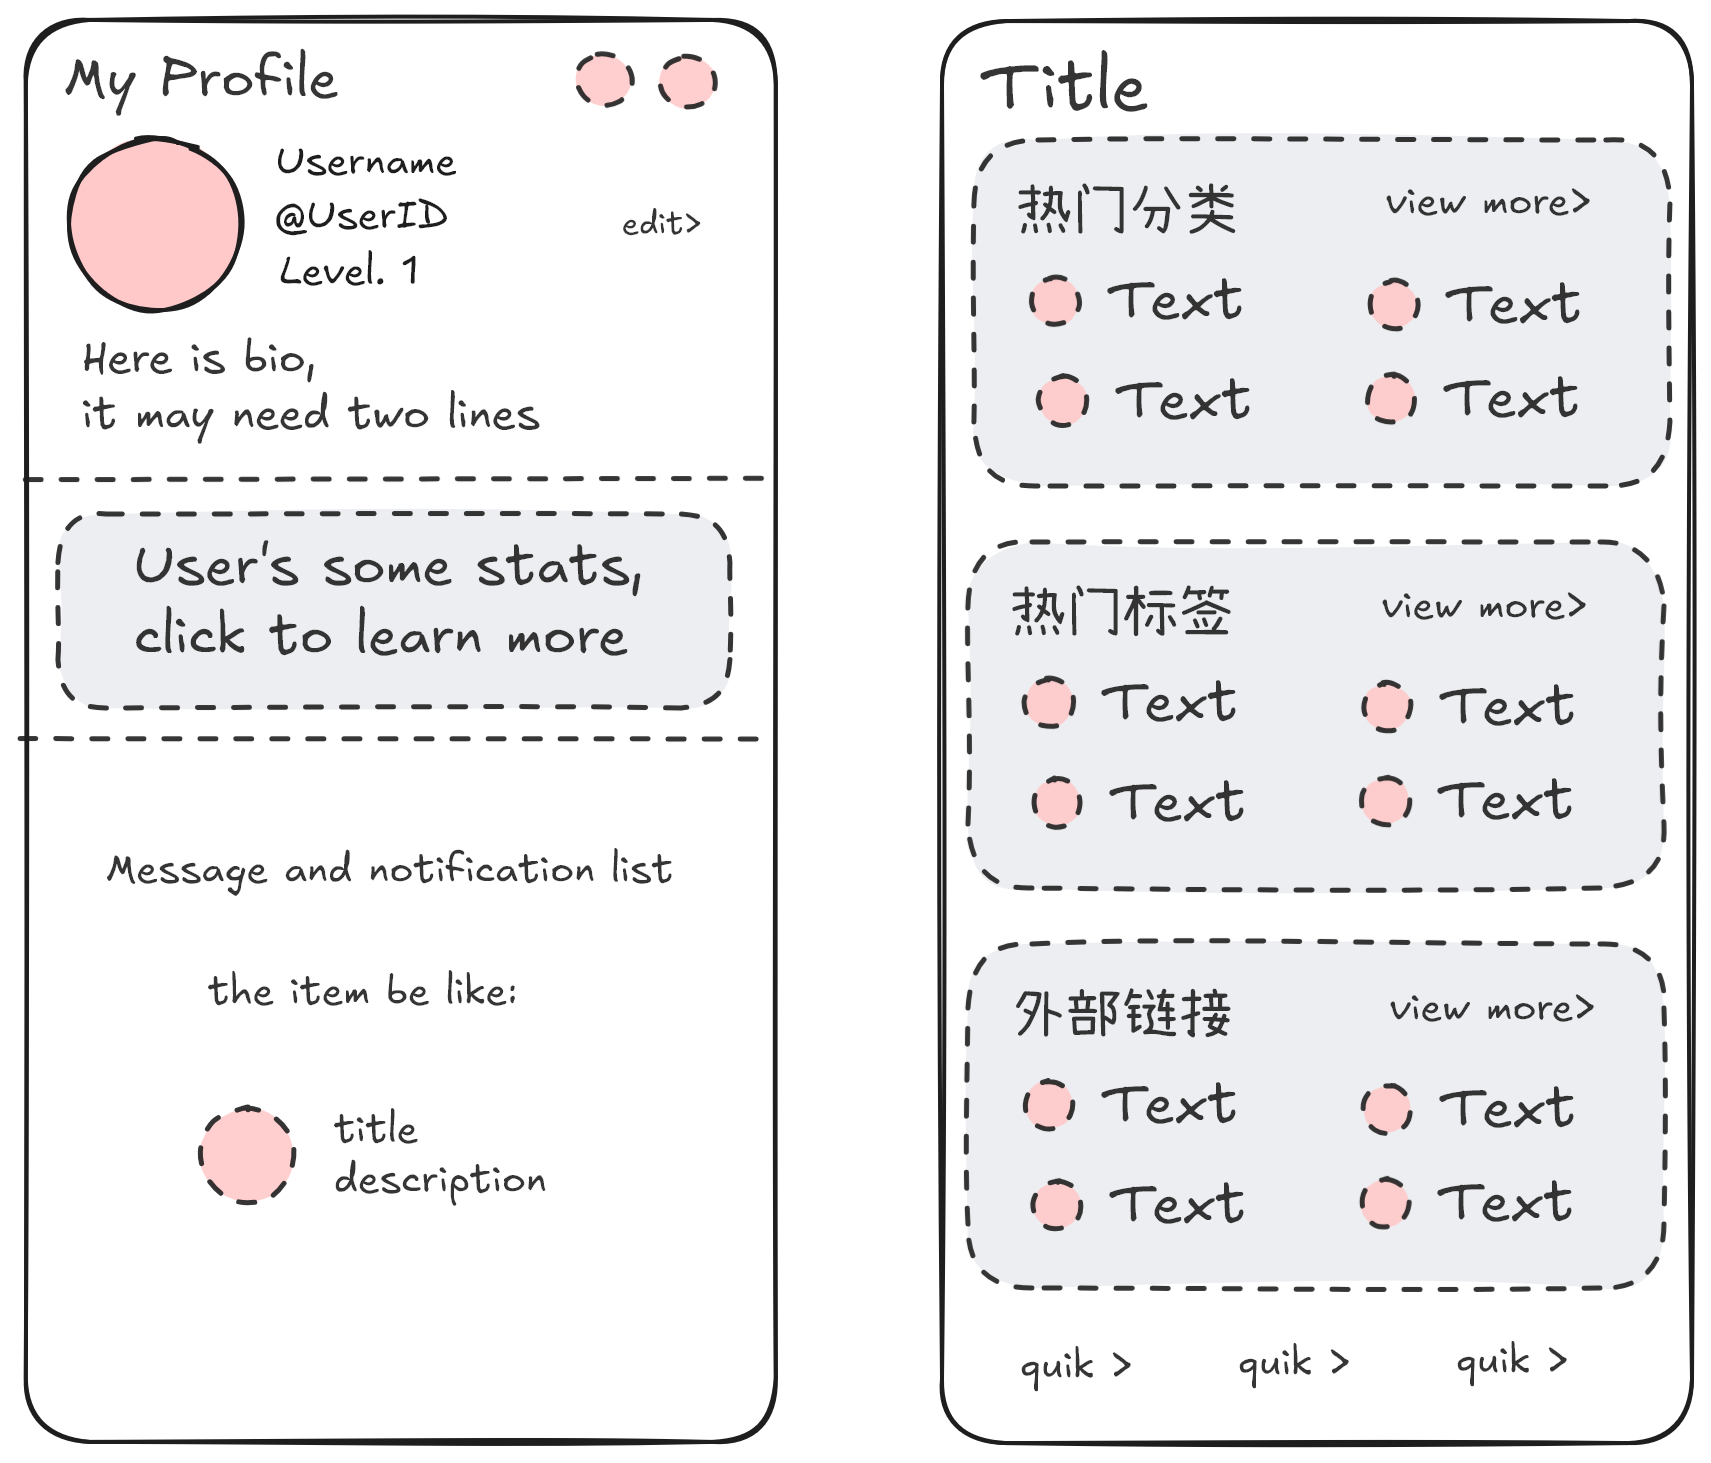 My Profile
Username
@UserID
Level. 1
edit>
Here is bio,
it may need two lines
User's some stats,
click to learn more
Message and notification list
the item be like:
title
description
Title
热门分类
view more>
Text
Text
Text
Text
热门标签
view more>
Text
Text
Text
Text
外部链接
view more>
Text
Text
Text
Text
quik >
quik >
quik >